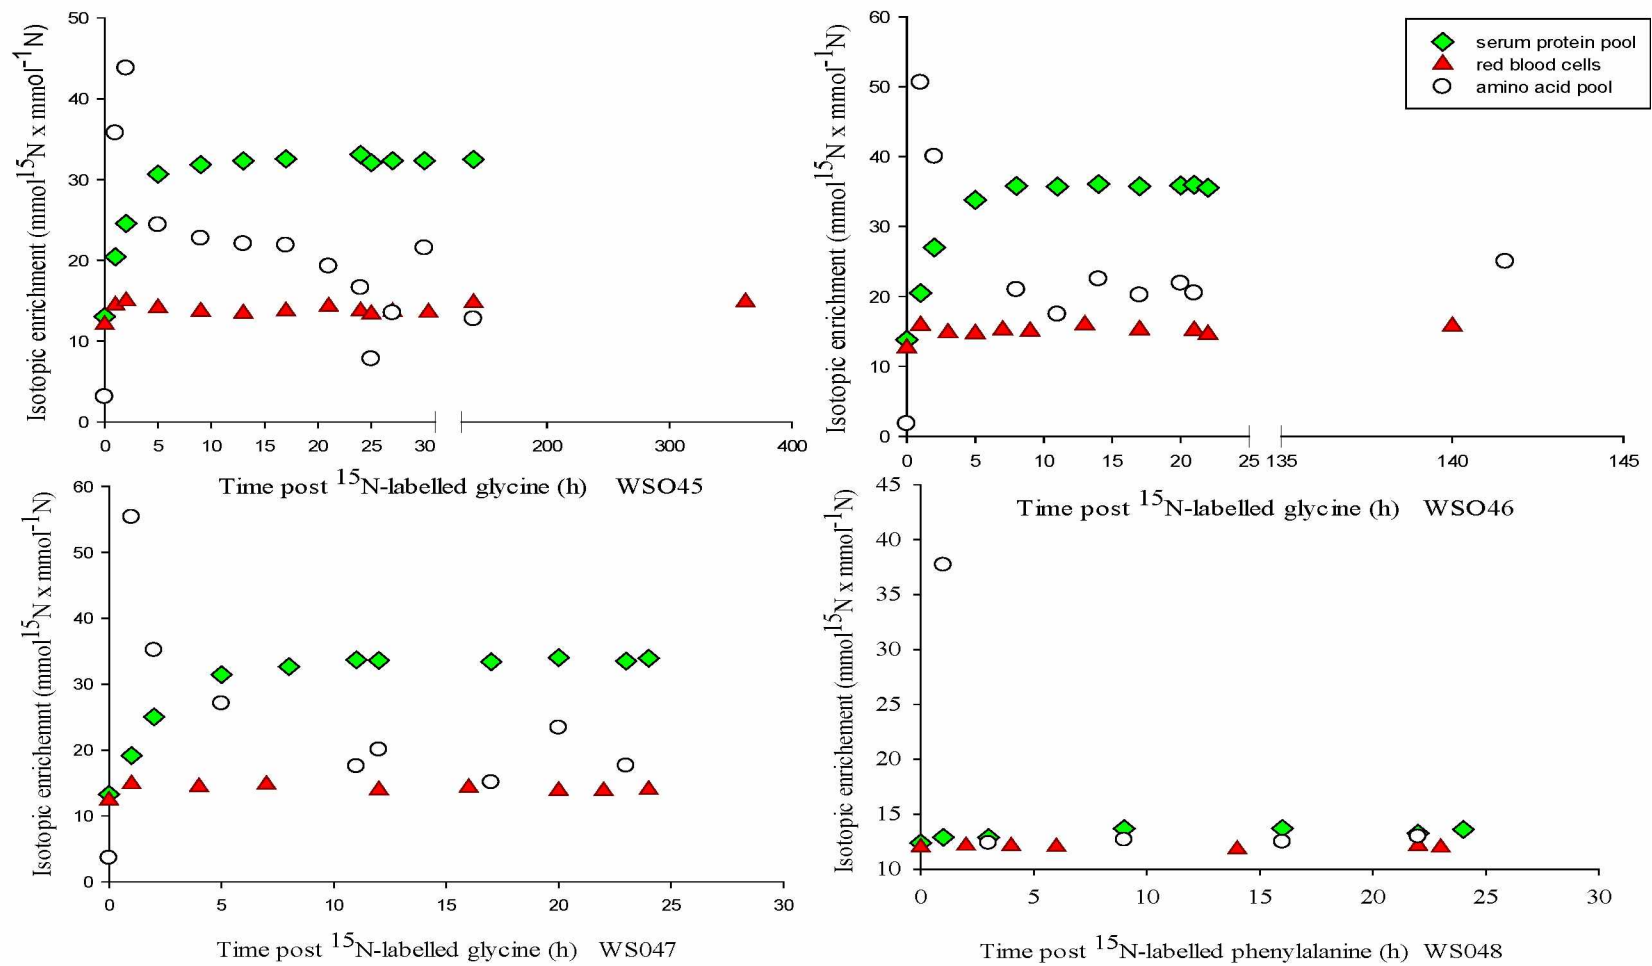 Isotopic enrichment (mmol15N x mmol-1N)
50
40
30
20
10
0
0 5 10 15 20 25 30 200 300 400
Time post 15N-labelled glycine (h) WSO45
Isotopic enrichment (mmol15N x mmol-1N)
60
50
40
30
20
10
0
0 5 10 15 20 25 135 140 145
Time post 15N-labelled glycine (h) WSO46
serum protein pool
red blood cells
amino acid pool
Isotopic enrichemnt (mmol15N x mmol-1N)
60
50
40
30
20
10
0
0 5 10 15 20 25 30
Time post 15N-labelled glycine (h) WS047
Isotopic enrichement (mmol15N x mmol-1N)
45
40
35
30
25
20
15
10
0 5 10 15 20 25 30
Time post 15N-labelled phenylalanine (h) WS048